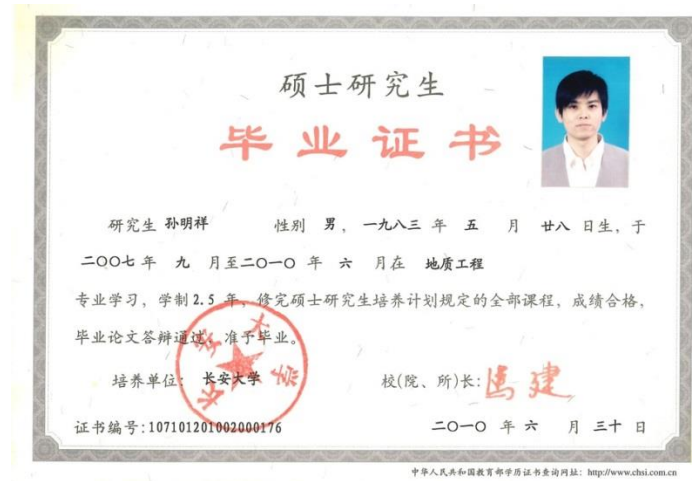 硕士研究生
毕业证书
研究生 孙明祥 性别 男，一九八三 年 五 月 廿八 日生，于
二〇〇七 年 九 月至二〇一〇 年 六 月在 地质工程
专业学习，学制2.5 年，修完硕士研究生培养计划规定的全部课程，成绩合格，
毕业论文答辩通过，准予毕业。
长安大学
培养单位：长安大学 校(院、所)长：马建
证书编号：107101201002000176 二〇一〇 年 六 月 三十 日
中华人民共和国教育部学历证书查询网址：http://www.chsi.com.cn